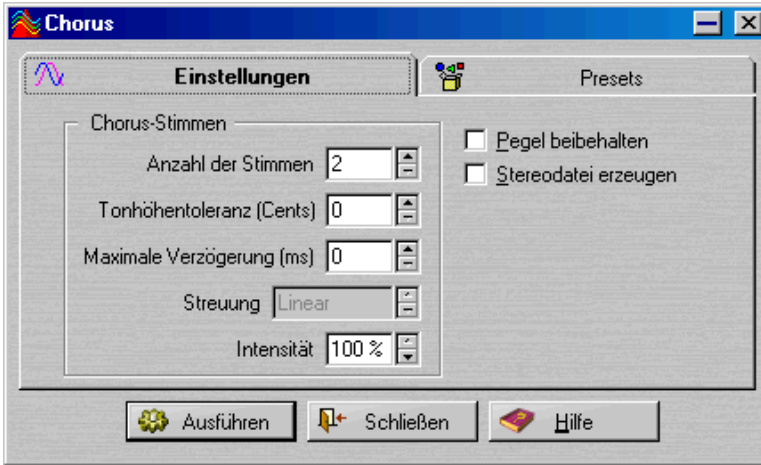 Chorus
Einstellungen
Presets
Chorus-Stimmen
Anzahl der Stimmen 2
Tonhöhentoleranz (Cents) 0
Maximale Verzögerung (ms) 0
Streuung Linear
Intensität 100 %
Pegel beibehalten
Stereodatei erzeugen
Ausführen
Schließen
Hilfe